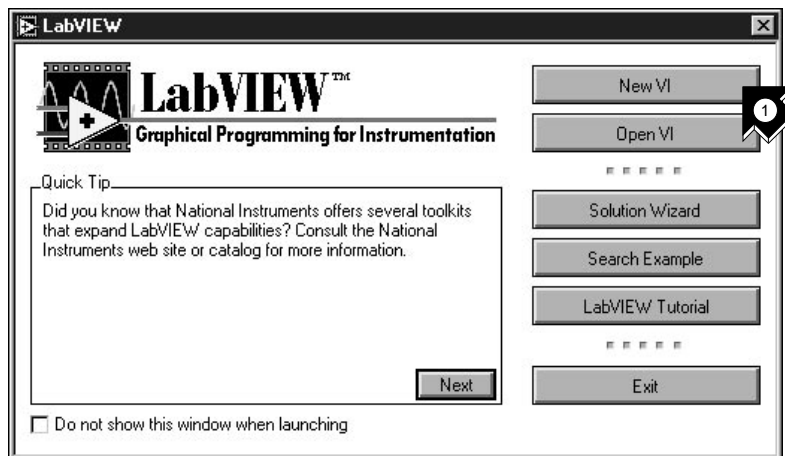 LabVIEW
LabVIEW™
Graphical Programming for Instrumentation
Quick Tip
Did you know that National Instruments offers several toolkits
that expand LabVIEW capabilities? Consult the National
Instruments web site or catalog for more information.
Next
Do not show this window when launching
New VI
1
Open VI
Solution Wizard
Search Example
LabVIEW Tutorial
Exit